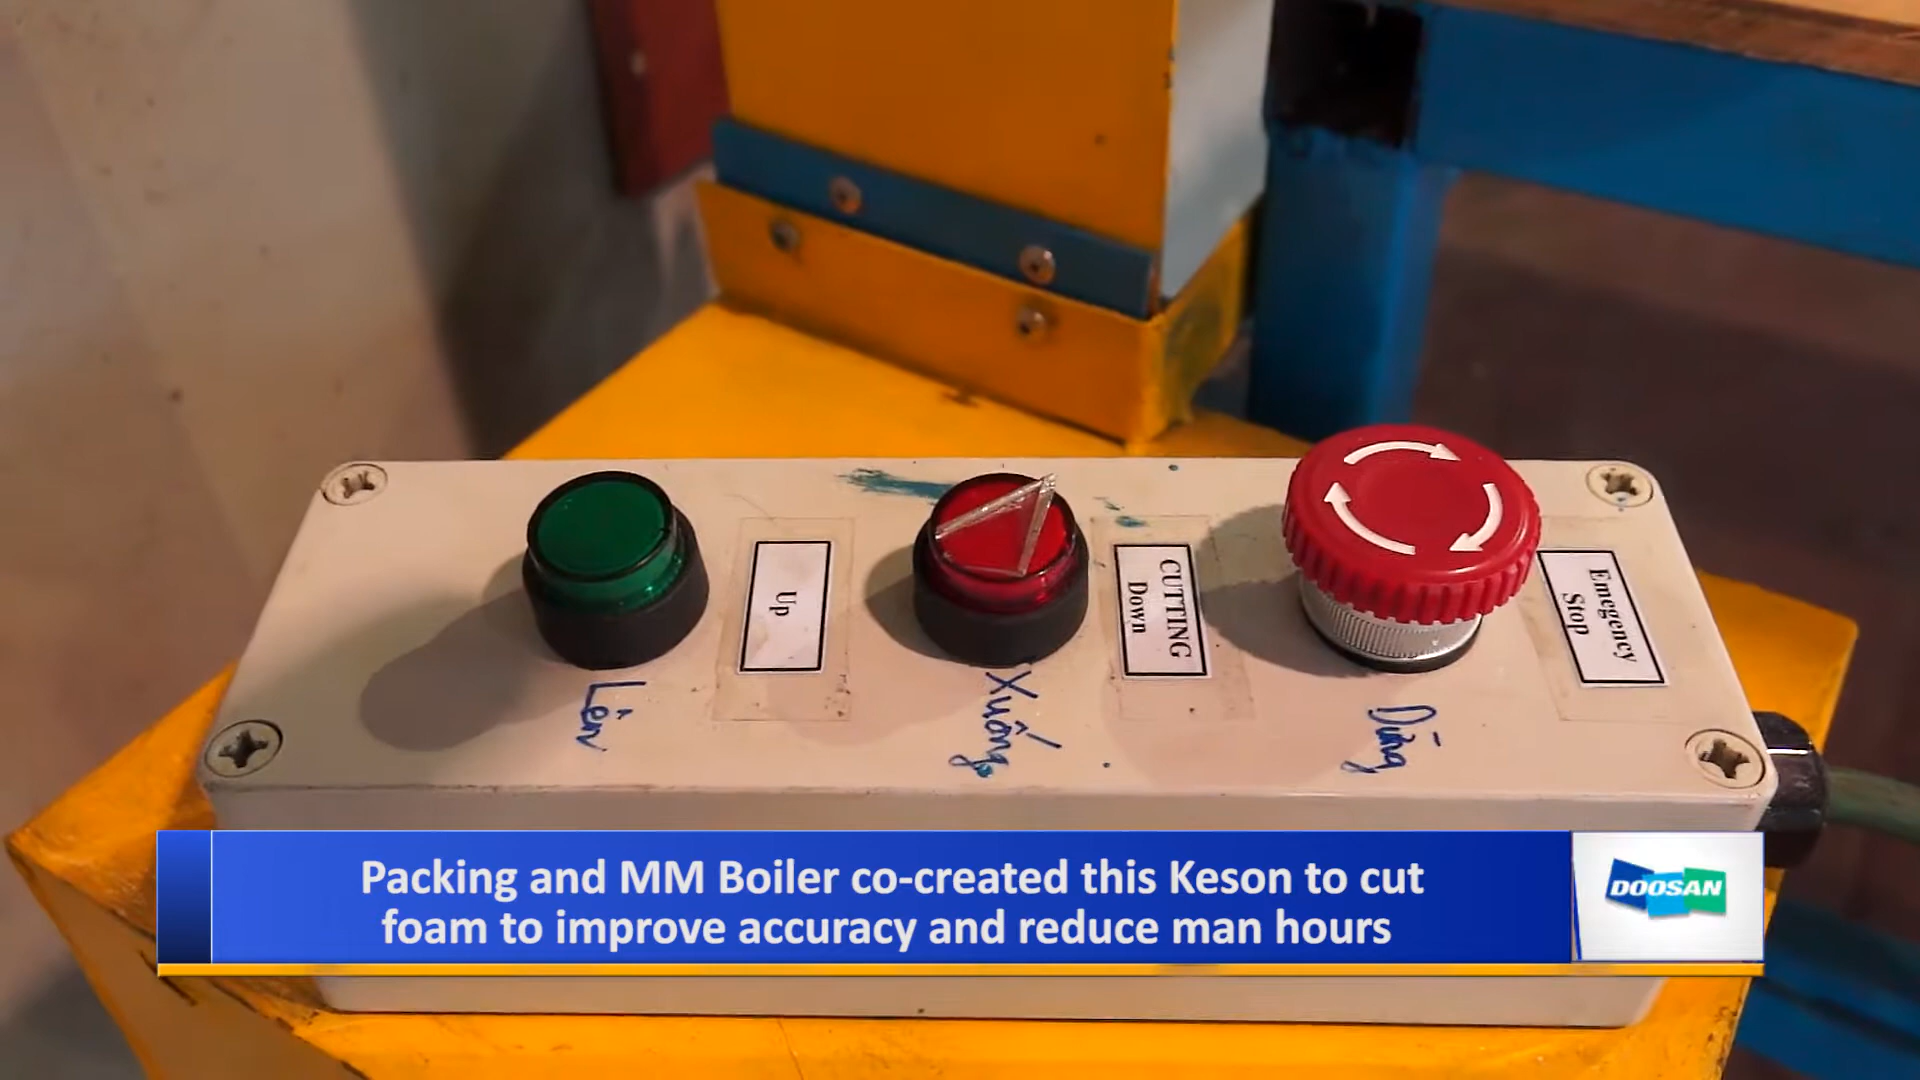 Up
CUTTING
Down
Emegency
Stop
Lên
Xuống
Dừng
Packing and MM Boiler co-created this Keson to cut
foam to improve accuracy and reduce man hours
DOOSAN